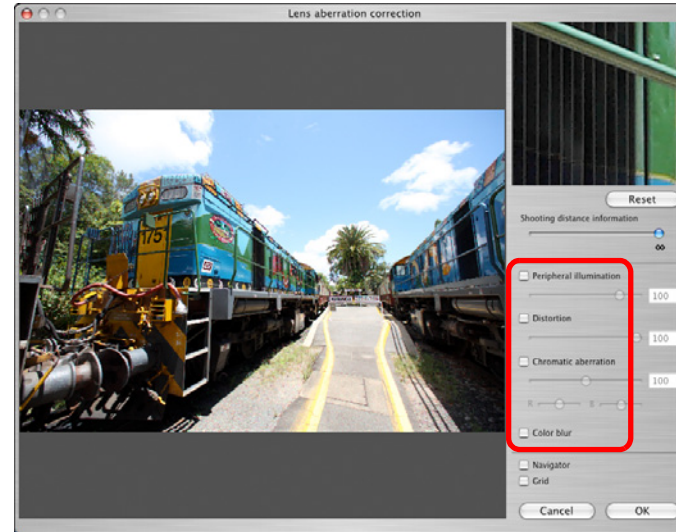 Lens aberration correction
175
Reset
Shooting distance information
∞
Peripheral illumination
100
Distortion
100
Chromatic aberration
100
R
B
Color blur
Navigator
Grid
Cancel
OK